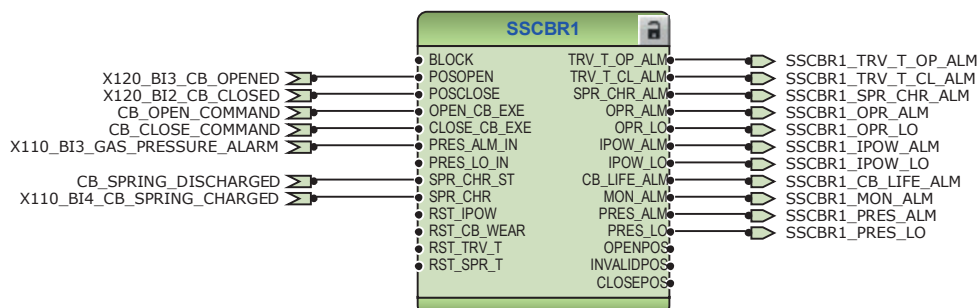 SSCBR1
BLOCK TRV_T_OP_ALM SSCBR1_TRV_T_OP_ALM
X120_BI3_CB_OPENED POSOPEN TRV_T_CL_ALM SSCBR1_TRV_T_CL_ALM
X120_BI2_CB_CLOSED POSCLOSE SPR_CHR_ALM SSCBR1_SPR_CHR_ALM
CB_OPEN_COMMAND OPEN_CB_EXE OPR_ALM SSCBR1_OPR_ALM
CB_CLOSE_COMMAND CLOSE_CB_EXE OPR_LO SSCBR1_OPR_LO
X110_BI3_GAS_PRESSURE_ALARM PRES_ALM_IN IPOW_ALM SSCBR1_IPOW_ALM
PRES_LO_IN IPOW_LO SSCBR1_IPOW_LO
CB_SPRING_DISCHARGED SPR_CHR_ST CB_LIFE_ALM SSCBR1_CB_LIFE_ALM
X110_BI4_CB_SPRING_CHARGED SPR_CHR MON_ALM SSCBR1_MON_ALM
RST_IPOW PRES_ALM SSCBR1_PRES_ALM
RST_CB_WEAR PRES_LO SSCBR1_PRES_LO
RST_TRV_T OPENPOS
RST_SPR_T INVALIDPOS
CLOSEPOS